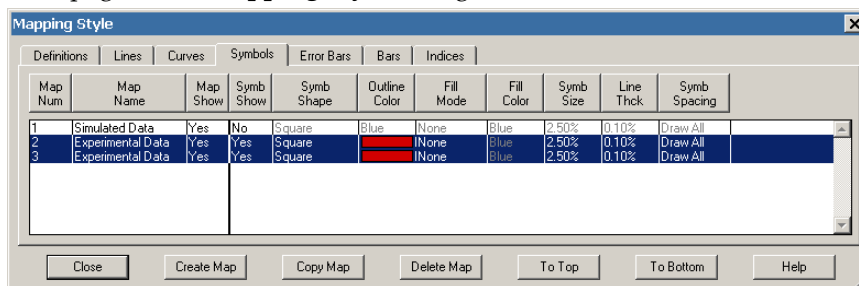 Mapping Style
Definitions Lines Curves Symbols Error Bars Bars Indices
Map Num Map Name Map Show Symb Show Symb Shape Outline Color Fill Mode Fill Color Symb Size Line Thck Symb Spacing
1 Simulated Data Yes No Square Blue None Blue 2.50% 0.10% Draw All
2 Experimental Data Yes Yes Square None Blue 2.50% 0.10% Draw All
3 Experimental Data Yes Yes Square None Blue 2.50% 0.10% Draw All
Close Create Map Copy Map Delete Map To Top To Bottom Help